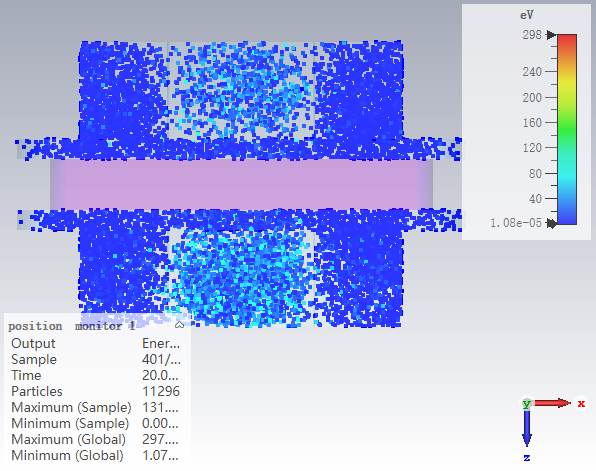 eV
298
240
200
160
120
80
40
1.08e-05
position monitor 1
Output Ener...
Sample 401/...
Time 20.0...
Particles 11296
Maximum (Sample) 131....
Minimum (Sample) 0.00...
Maximum (Global) 297....
Minimum (Global) 1.07...
y
x
z